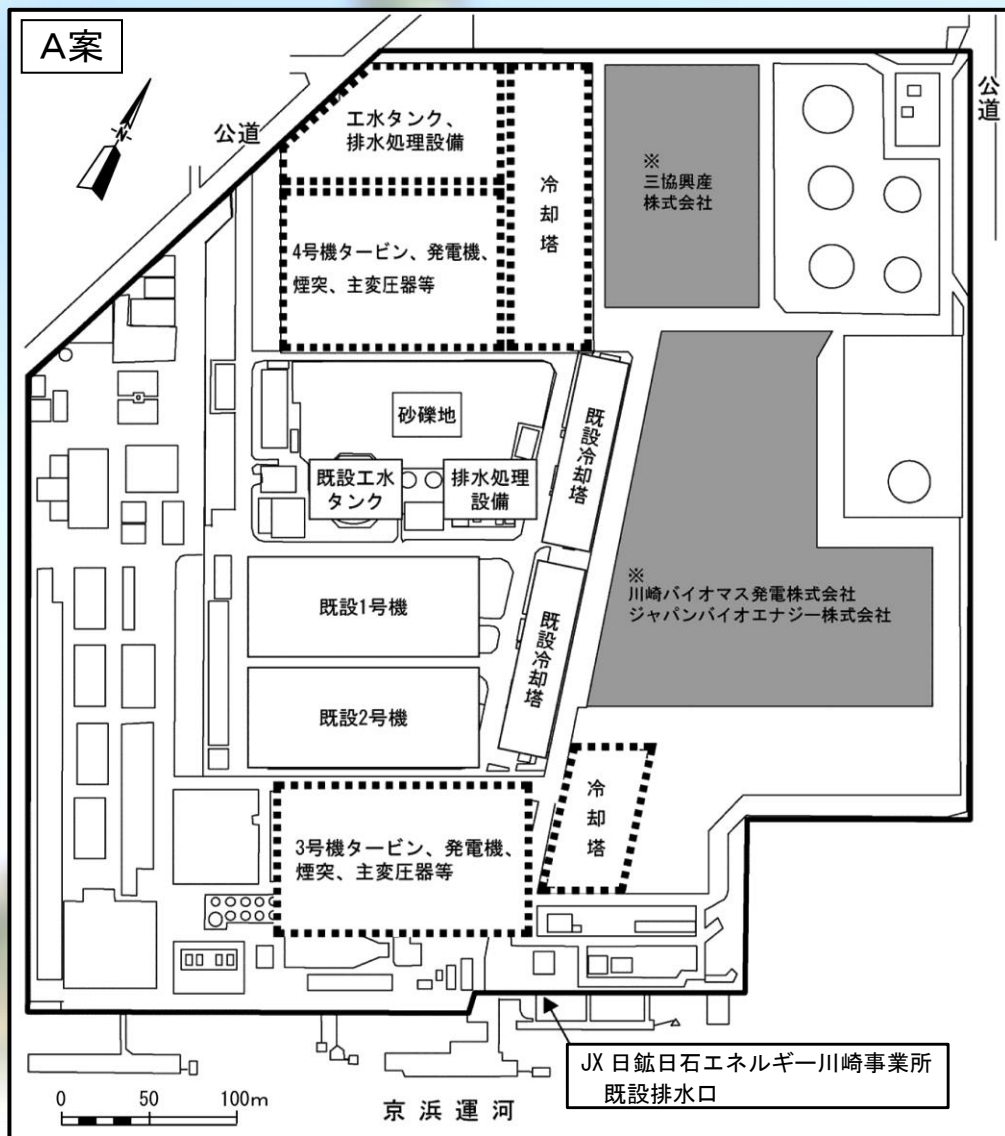 A案
公道
公道
N
工水タンク、
排水処理設備
冷却塔
※
三協興産
株式会社
4号機タービン、発電機、
煙突、主変圧器等
砂礫地
既設工水
タンク
排水処理
設備
既設冷却塔
※
川崎バイオマス発電株式会社
ジャパンバイオエナジー株式会社
既設1号機
既設冷却塔
既設2号機
冷却塔
3号機タービン、発電機、
煙突、主変圧器等
JX 日鉱日石エネルギー川崎事業所
既設排水口
0 50 100m
京浜運河